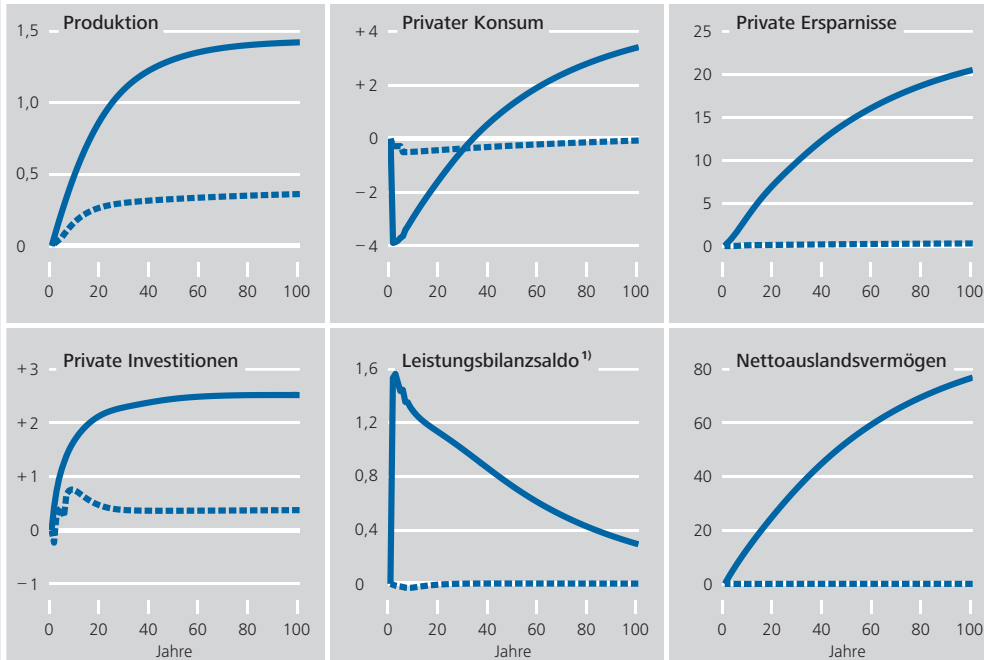 Produktion
1,5
1,0
0,5
0
0 20 40 60 80 100
Privater Konsum
+ 4
+ 2
0
− 2
− 4
0 20 40 60 80 100
Private Ersparnisse
25
20
15
10
5
0
0 20 40 60 80 100
Private Investitionen
+ 3
+ 2
+ 1
0
− 1
0 20 40 60 80 100
Jahre
Leistungsbilanzsaldo 1)
1,6
1,2
0,8
0,4
0
0 20 40 60 80 100
Jahre
Nettoauslandsvermögen
80
60
40
20
0
0 20 40 60 80 100
Jahre